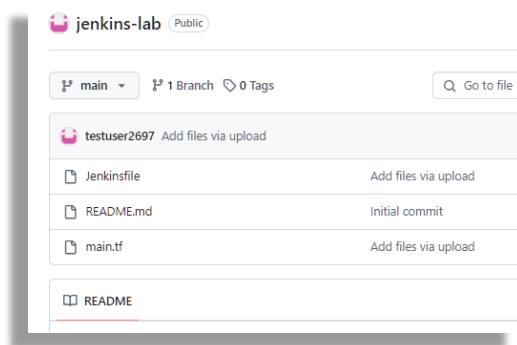 jenkins-lab Public
main 1 Branch 0 Tags Go to file
testuser2697 Add files via upload
Jenkinsfile Add files via upload
README.md Initial commit
main.tf Add files via upload
README